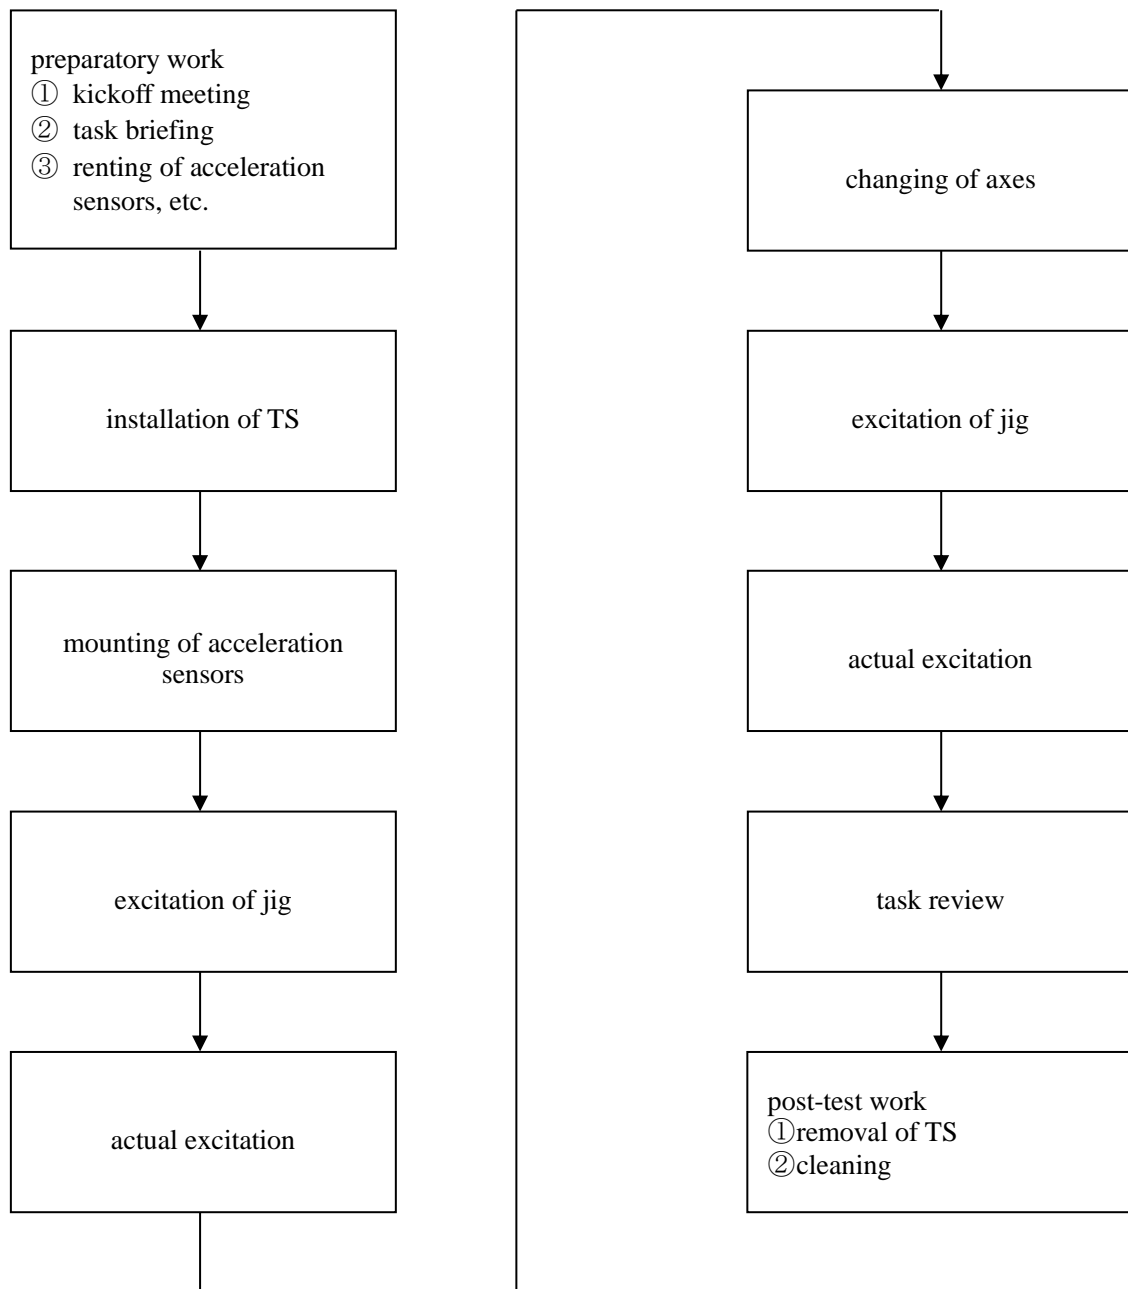 preparatory work
① kickoff meeting
② task briefing
③ renting of acceleration
sensors, etc.
installation of TS
mounting of acceleration
sensors
excitation of jig
actual excitation
changing of axes
excitation of jig
actual excitation
task review
post-test work
①removal of TS
②cleaning